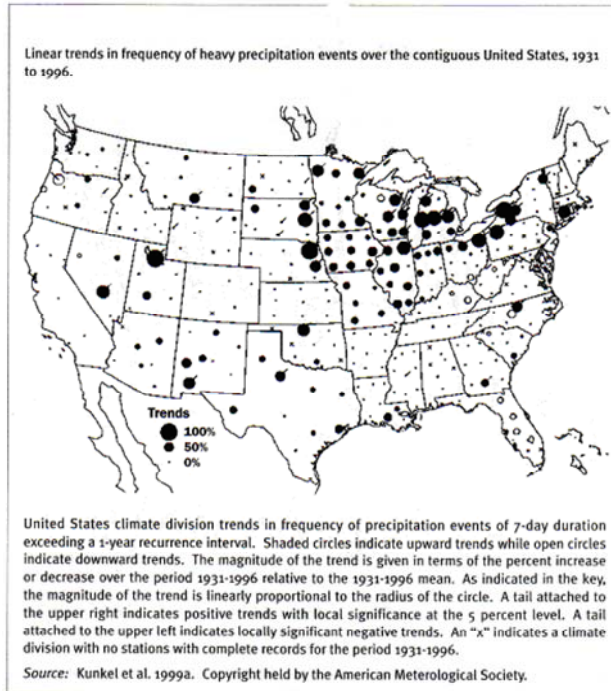 Linear trends in frequency of heavy precipitation events over the contiguous United States, 1931
to 1996.
Trends
100%
50%
0%
United States climate division trends in frequency of precipitation events of 7-day duration
exceeding a 1-year recurrence interval. Shaded circles indicate upward trends while open circles
indicate downward trends. The magnitude of the trend is given in terms of the percent increase
or decrease over the period 1931-1996 relative to the 1931-1996 mean. As indicated in the key,
the magnitude of the trend is linearly proportional to the radius of the circle. A tail attached to
the upper right indicates positive trends with local significance at the 5 percent level. A tail
attached to the upper left indicates locally significant negative trends. An "x" indicates a climate
division with no stations with complete records for the period 1931-1996.
Source: Kunkel et al. 1999a. Copyright held by the American Meterological Society.